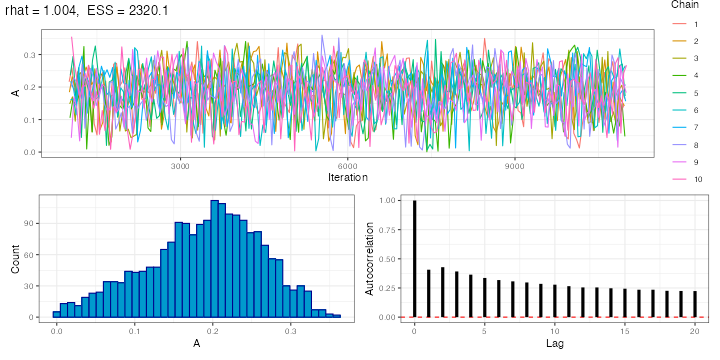 rhat = 1.004,  ESS = 2320.1
Chain
1
2
3
4
5
6
7
8
9
10
A
0.3
0.2
0.1
0.0
3000 6000 9000
Iteration
Count
90
60
30
0
0.0 0.1 0.2 0.3
A
Autocorrelation
1.00
0.75
0.50
0.25
0.00
0 5 10 15 20
Lag